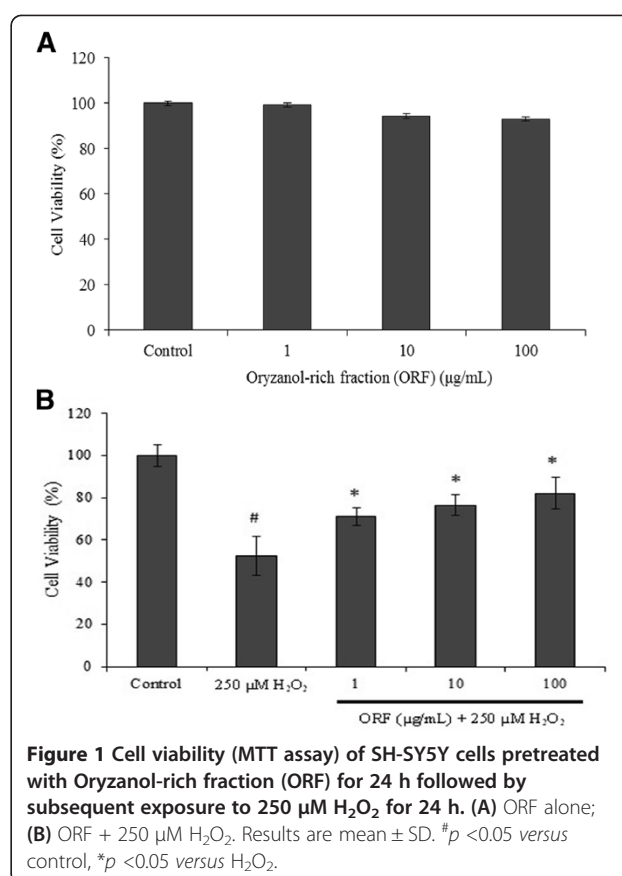 A
120
100
80
60
40
20
0
Cell Viability (%)
Control 1 10 100
Oryzanol-rich fraction (ORF) (µg/mL)
B
120
100
80
60
40
20
0
Cell Viability (%)
#
*
*
*
Control 250 µM H₂O₂ 1 10 100
ORF (µg/mL) + 250 µM H₂O₂
Figure 1 Cell viability (MTT assay) of SH-SY5Y cells pretreated
with Oryzanol-rich fraction (ORF) for 24 h followed by
subsequent exposure to 250 µM H₂O₂ for 24 h. (A) ORF alone;
(B) ORF + 250 µM H₂O₂. Results are mean ± SD. #p <0.05 versus
control, *p <0.05 versus H₂O₂.